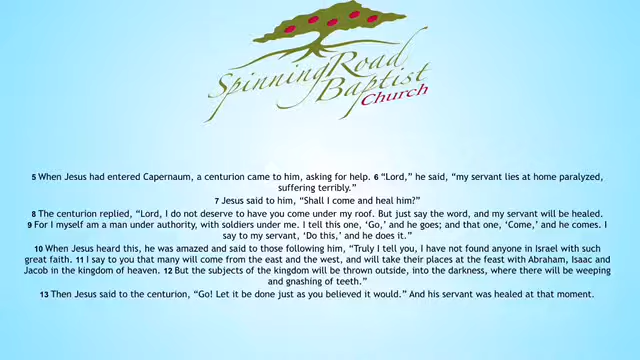 Spinning Road
Baptist
Church
5 When Jesus had entered Capernaum, a centurion came to him, asking for help. 6 “Lord,” he said, “my servant lies at home paralyzed,
suffering terribly.”
7 Jesus said to him, “Shall I come and heal him?”
8 The centurion replied, “Lord, I do not deserve to have you come under my roof. But just say the word, and my servant will be healed.
9 For I myself am a man under authority, with soldiers under me. I tell this one, ‘Go,’ and he goes; and that one, ‘Come,’ and he comes. I
say to my servant, ‘Do this,’ and he does it.”
10 When Jesus heard this, he was amazed and said to those following him, “Truly I tell you, I have not found anyone in Israel with such
great faith. 11 I say to you that many will come from the east and the west, and will take their places at the feast with Abraham, Isaac and
Jacob in the kingdom of heaven. 12 But the subjects of the kingdom will be thrown outside, into the darkness, where there will be weeping
and gnashing of teeth.”
13 Then Jesus said to the centurion, “Go! Let it be done just as you believed it would.” And his servant was healed at that moment.